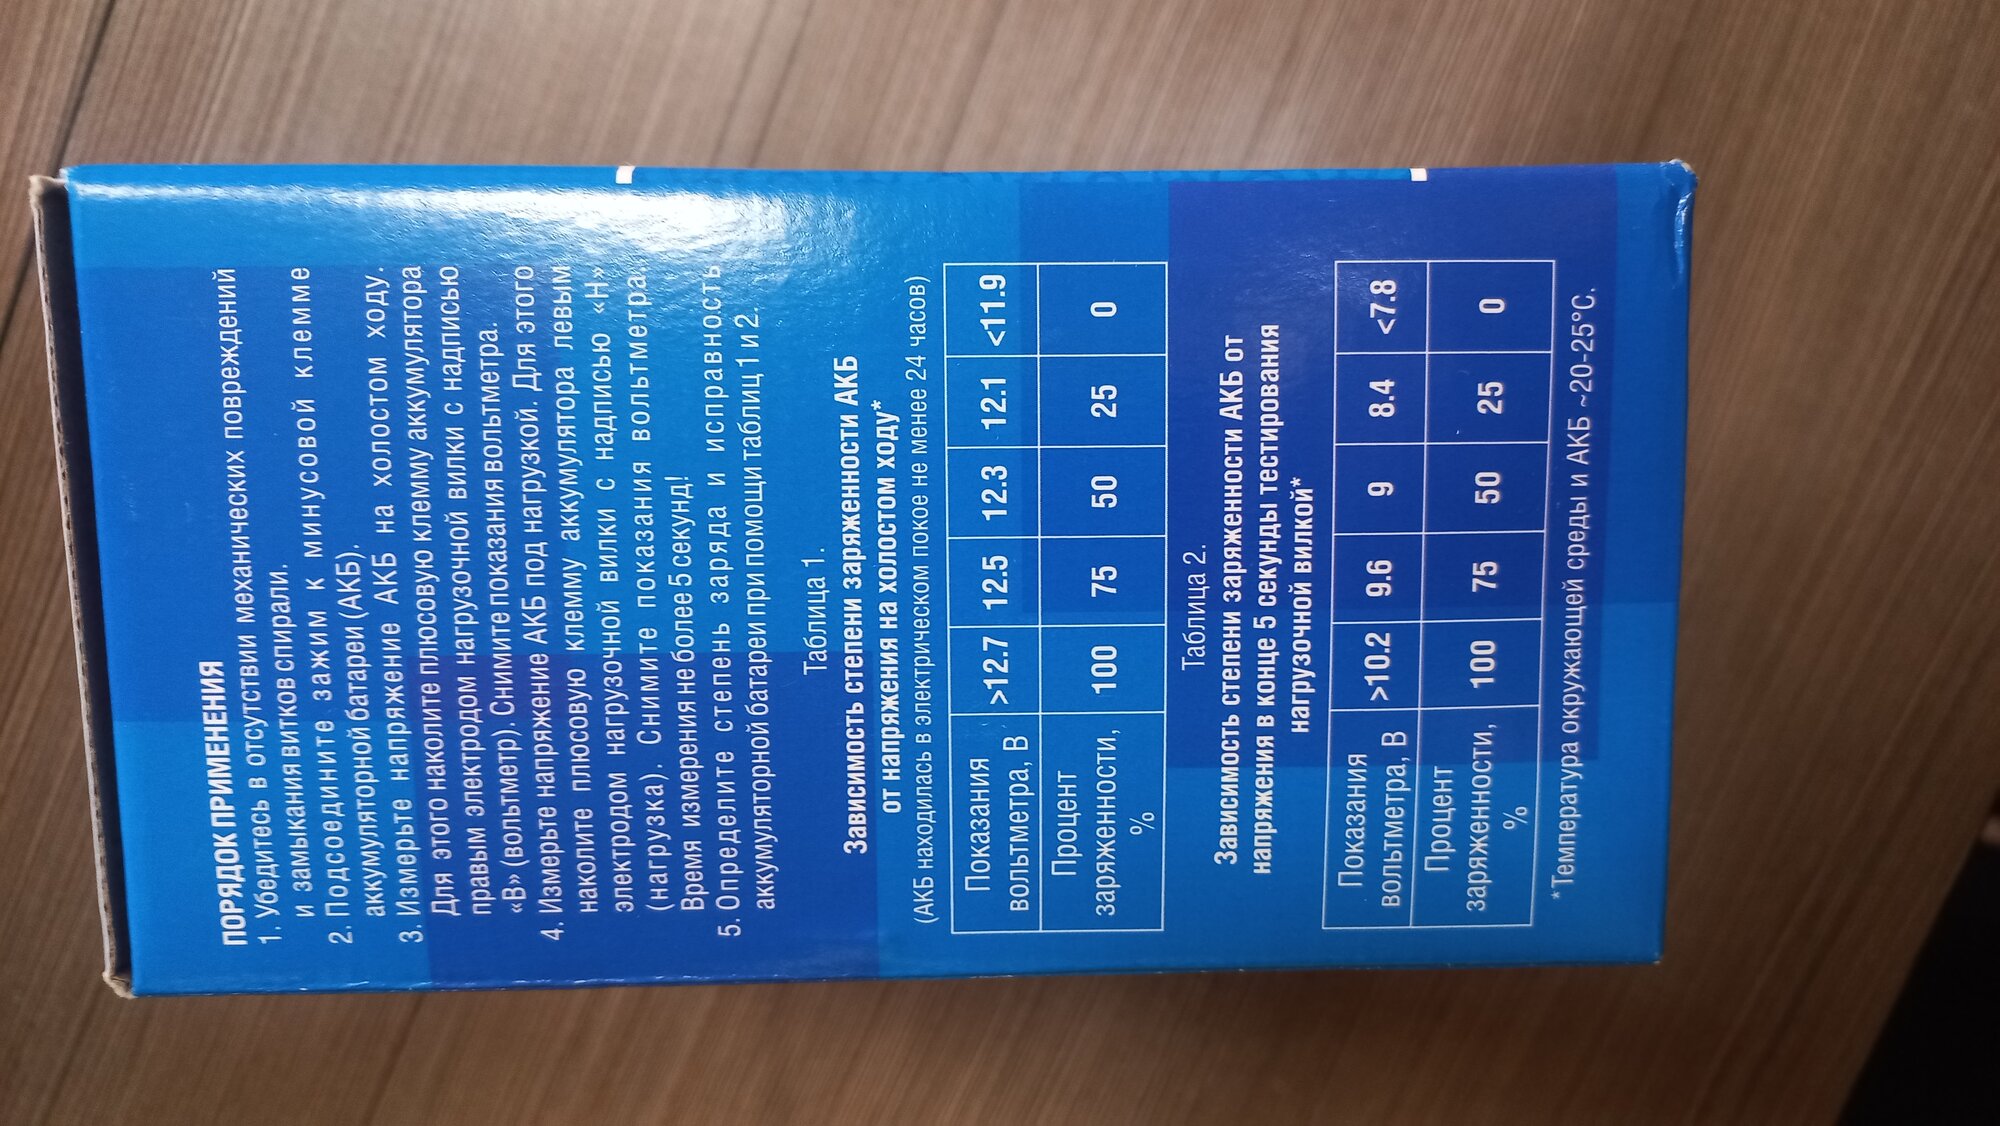 ПОРЯДОК ПРИМЕНЕНИЯ
1. Убедитесь в отсутствии механических повреждений
и замыкания витков спирали.
2. Подсоедините зажим к минусовой клемме
аккумуляторной батареи (АКБ).
3. Измерьте напряжение АКБ на холостом ходу.
Для этого наколите плюсовую клемму аккумулятора
правым электродом нагрузочной вилки с надписью
«В» (вольтметр). Снимите показания вольтметра.
4. Измерьте напряжение АКБ под нагрузкой. Для этого
наколите плюсовую клемму аккумулятора левым
электродом нагрузочной вилки с надписью «Н»
(нагрузка). Снимите показания вольтметра.
Время измерения не более 5 секунд!
5. Определите степень заряда и исправность
аккумуляторной батареи при помощи таблиц 1 и 2.
Таблица 1.
Зависимость степени заряженности АКБ
от напряжения на холостом ходу*
(АКБ находилась в электрическом покое не менее 24 часов)
Показания
вольтметра, В >12.7 12.5 12.3 12.1 <11.9
Процент
заряженности, 100 75 50 25 0
%
Таблица 2.
Зависимость степени заряженности АКБ от
напряжения в конце 5 секунды тестирования
нагрузочной вилкой*
Показания
вольтметра, В >10.2 9.6 9 8.4 <7.8
Процент
заряженности, 100 75 50 25 0
%
*Температура окружающей среды и АКБ ~20-25°С.